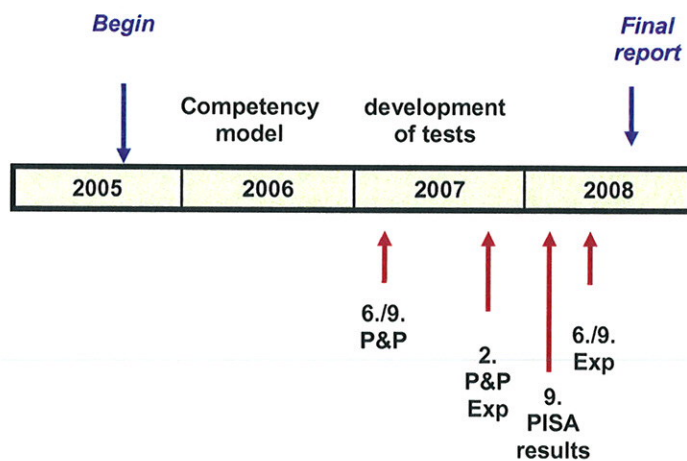 Begin
Final
report
Competency
model
development
of tests
2005
2006
2007
2008
6./9.
P&P
2.
P&P
Exp
9.
PISA
results
6./9.
Exp